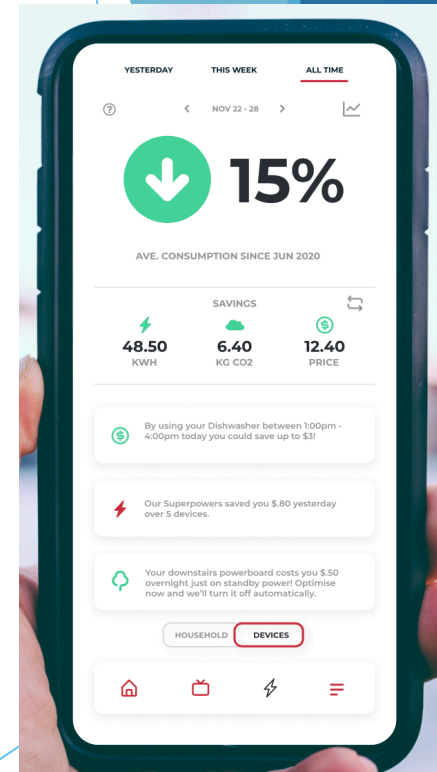 YESTERDAY THIS WEEK ALL TIME
? < NOV 22 - 28 >
15%
AVE. CONSUMPTION SINCE JUN 2020
SAVINGS
48.50 6.40 12.40
KWH KG CO2 PRICE
By using your Dishwasher between 1:00pm -
4:00pm today you could save up to $3!
Our Superpowers saved you $.80 yesterday
over 5 devices.
Your downstairs powerboard costs you $.50
overnight just on standby power! Optimise
now and we'll turn it off automatically.
HOUSEHOLD DEVICES